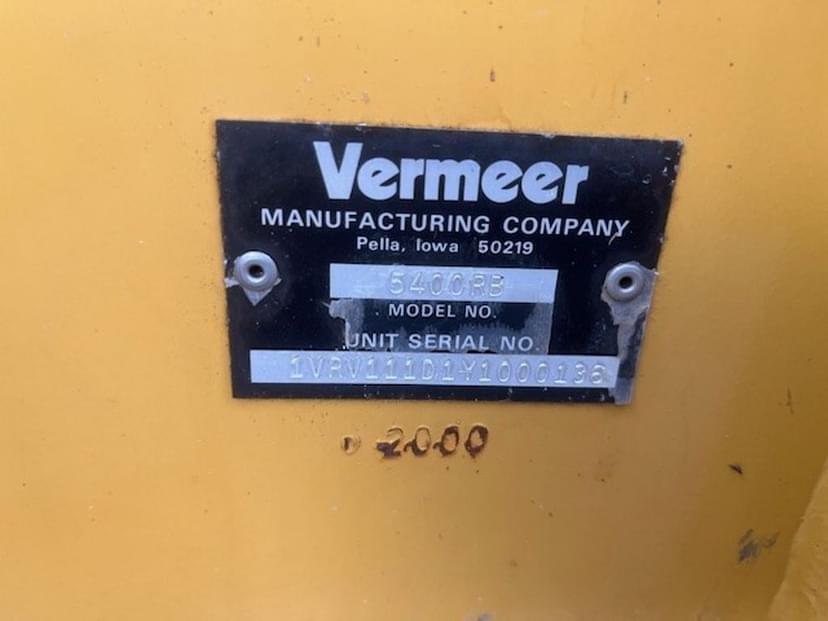 Vermeer
MANUFACTURING COMPANY
Pella, Iowa 50219
5400RB
MODEL NO.
UNIT SERIAL NO.
1VRV111D1Y1000136
2000